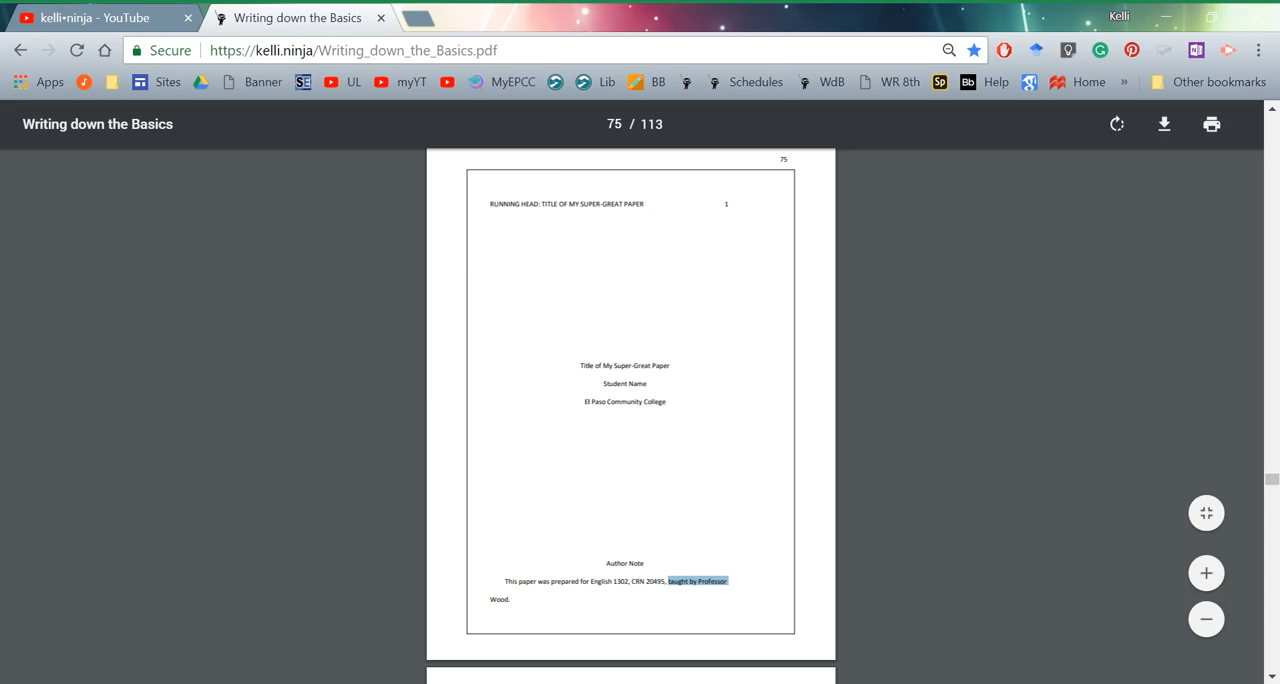 kelli•ninja - YouTube
Writing down the Basics
Kelli
Secure https://kelli.ninja/Writing_down_the_Basics.pdf
Apps Sites Banner SE UL myYT MyEPCC Lib BB Schedules WdB WR 8th Sp Bb Help Home » Other bookmarks
Writing down the Basics 75 / 113
75
RUNNING HEAD: TITLE OF MY SUPER-GREAT PAPER 1
Title of My Super-Great Paper
Student Name
El Paso Community College
Author Note
This paper was prepared for English 1302, CRN 20495, taught by Professor
Wood.